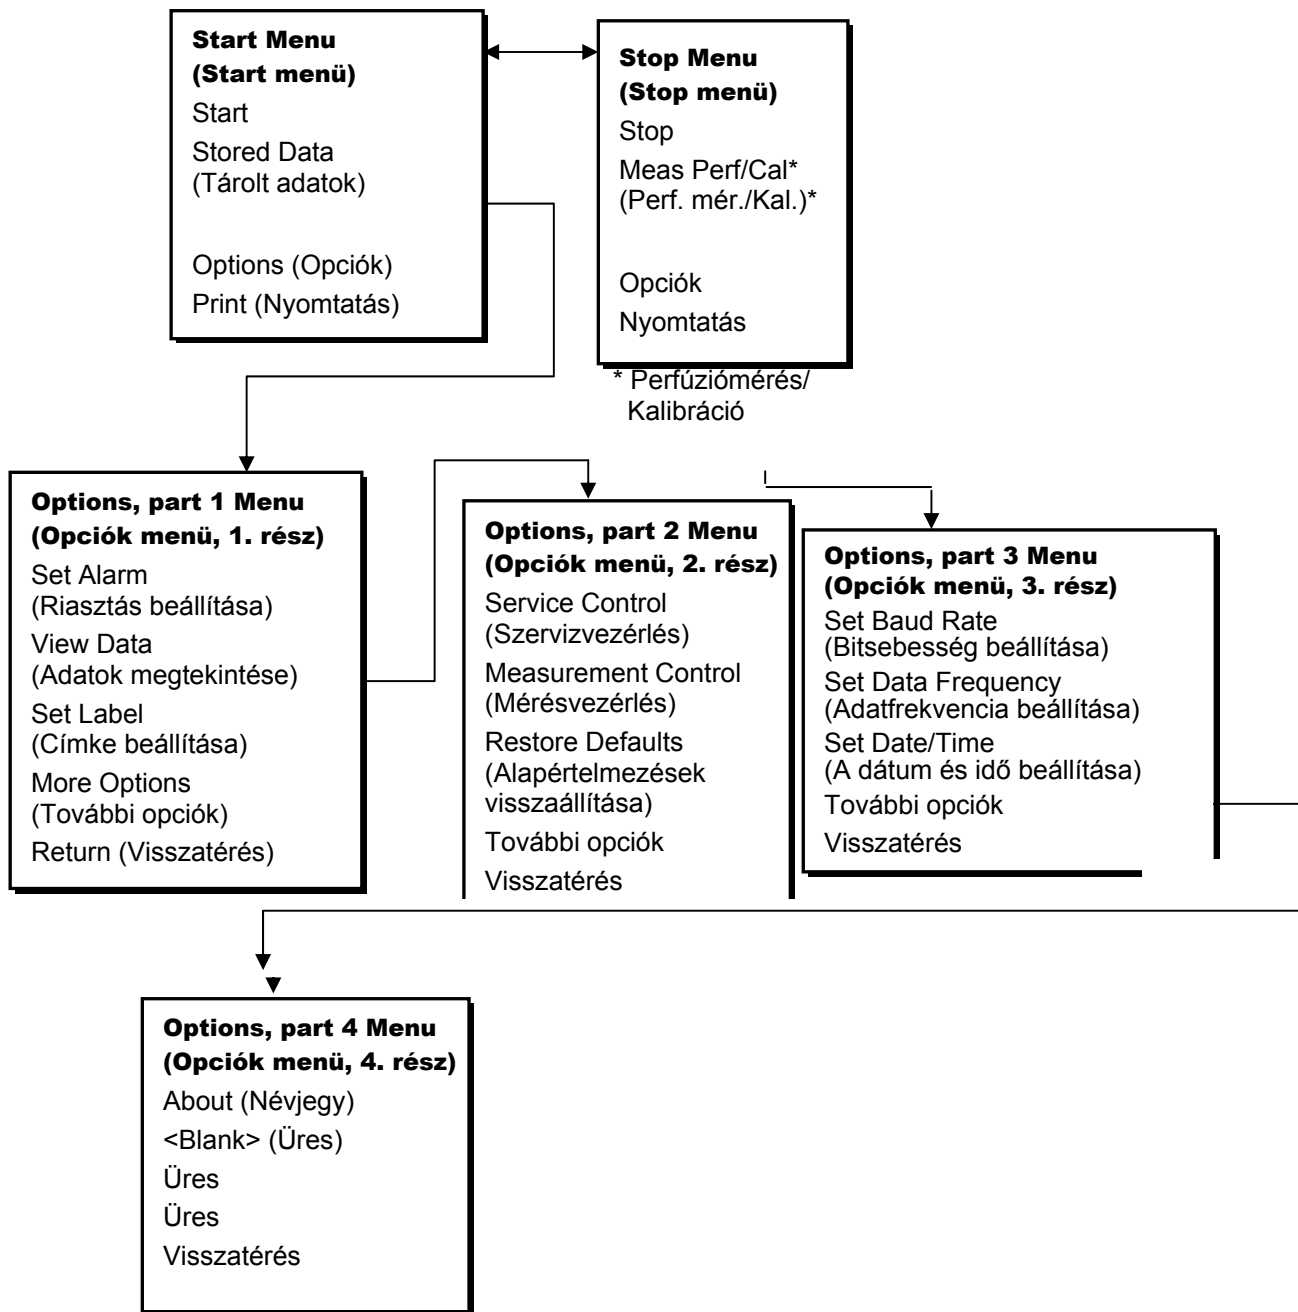 Start Menu
(Start menü)
Start
Stored Data
(Tárolt adatok)
Options (Opciók)
Print (Nyomtatás)
Stop Menu
(Stop menü)
Stop
Meas Perf/Cal*
(Perf. mér./Kal.)*
Opciók
Nyomtatás
* Perfúziómérés/
Kalibráció
Options, part 1 Menu
(Opciók menü, 1. rész)
Set Alarm
(Riasztás beállítása)
View Data
(Adatok megtekintése)
Set Label
(Címke beállítása)
More Options
(További opciók)
Return (Visszatérés)
Options, part 2 Menu
(Opciók menü, 2. rész)
Service Control
(Szervizvezérlés)
Measurement Control
(Mérésvezérlés)
Restore Defaults
(Alapértelmezések
visszaállítása)
További opciók
Visszatérés
Options, part 3 Menu
(Opciók menü, 3. rész)
Set Baud Rate
(Bitsebesség beállítása)
Set Data Frequency
(Adatfrekvencia beállítása)
Set Date/Time
(A dátum és idő beállítása)
További opciók
Visszatérés
Options, part 4 Menu
(Opciók menü, 4. rész)
About (Névjegy)
<Blank> (Üres)
Üres
Üres
Visszatérés